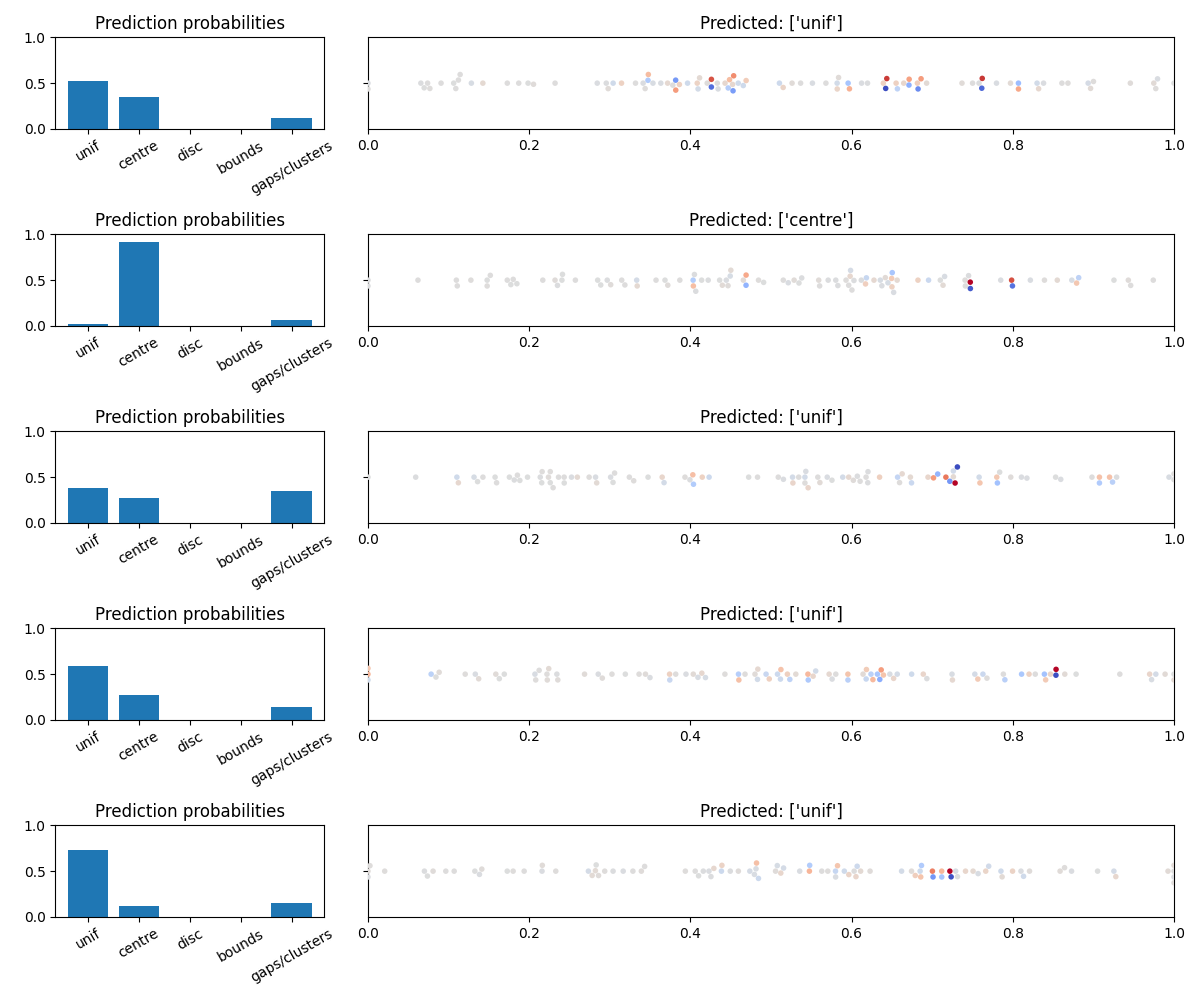 Prediction probabilities
Predicted: ['unif']
1.0
0.5
0.0
unif
centre
disc
bounds
gaps/clusters
0.0 0.2 0.4 0.6 0.8 1.0
Prediction probabilities
Predicted: ['centre']
1.0
0.5
0.0
unif
centre
disc
bounds
gaps/clusters
0.0 0.2 0.4 0.6 0.8 1.0
Prediction probabilities
Predicted: ['unif']
1.0
0.5
0.0
unif
centre
disc
bounds
gaps/clusters
0.0 0.2 0.4 0.6 0.8 1.0
Prediction probabilities
Predicted: ['unif']
1.0
0.5
0.0
unif
centre
disc
bounds
gaps/clusters
0.0 0.2 0.4 0.6 0.8 1.0
Prediction probabilities
Predicted: ['unif']
1.0
0.5
0.0
unif
centre
disc
bounds
gaps/clusters
0.0 0.2 0.4 0.6 0.8 1.0